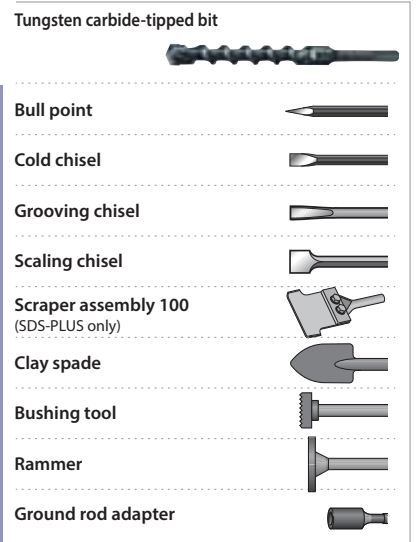 Tungsten carbide-tipped bit
Bull point
Cold chisel
Grooving chisel
Scaling chisel
Scraper assembly 100
(SDS-PLUS only)
Clay spade
Bushing tool
Rammer
Ground rod adapter